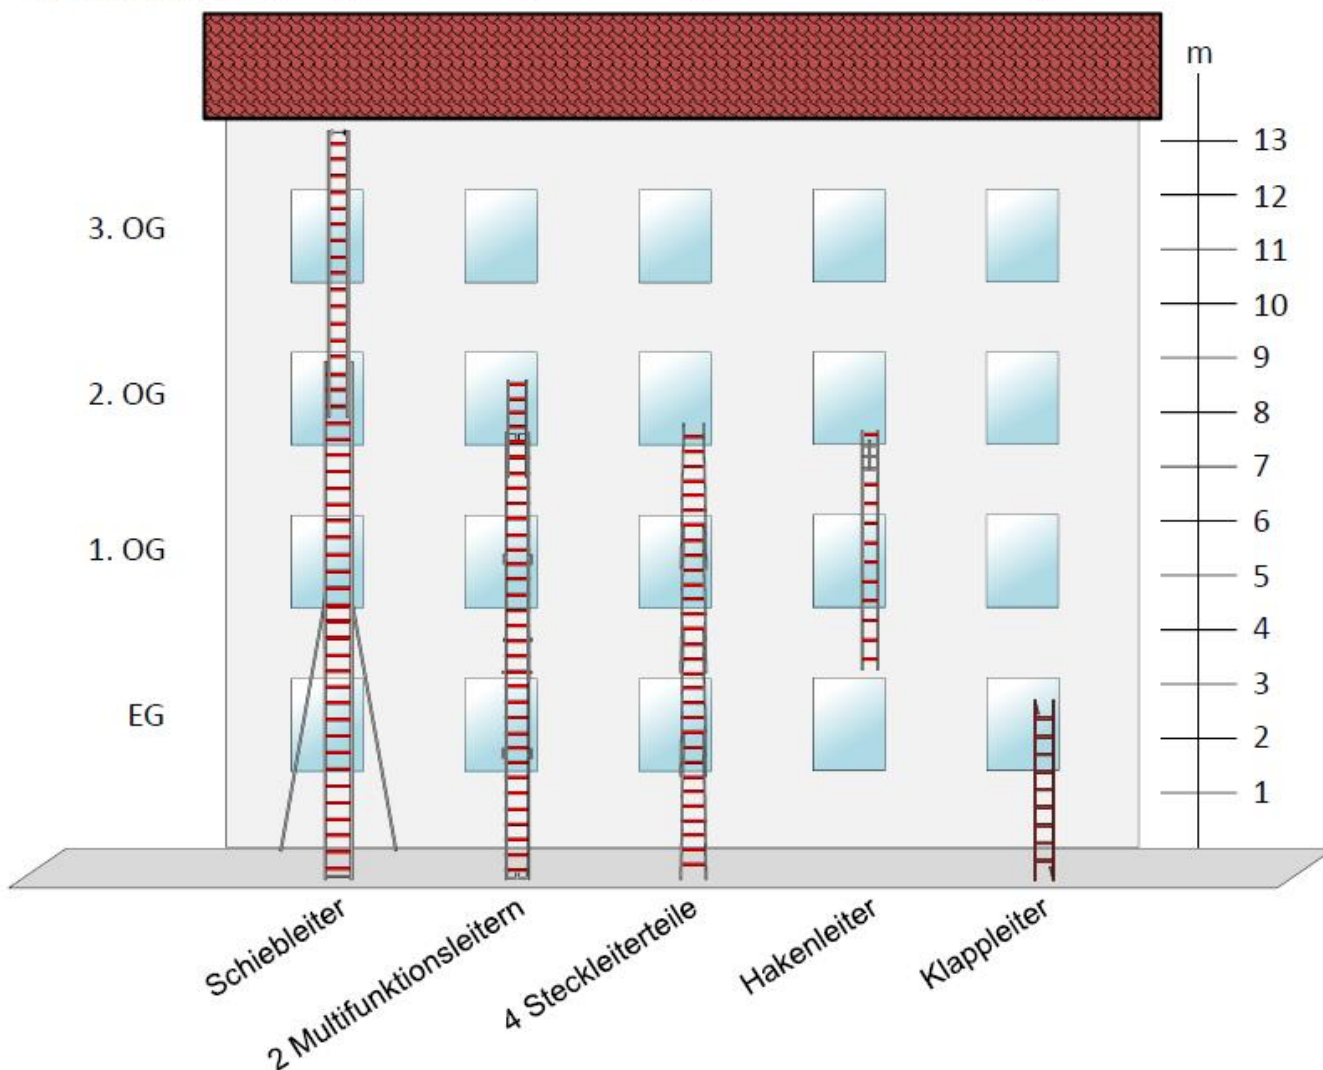 m
13
12
3. OG
11
10
9
2. OG
8
7
6
1. OG
5
4
3
EG
2
1
Schiebleiter
2 Multifunktionsleitern
4 Steckleiterteile
Hakenleiter
Klappleiter